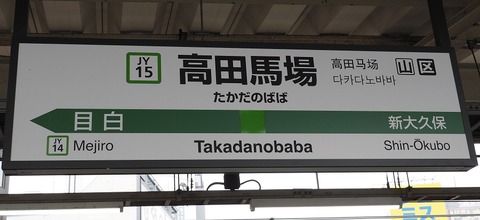 JY
15
高田馬場
たかだのばば
高田马场
다카다노바바
山 区
目白
新大久保
JY
14
Mejiro
Takadanobaba
Shin-Ōkubo